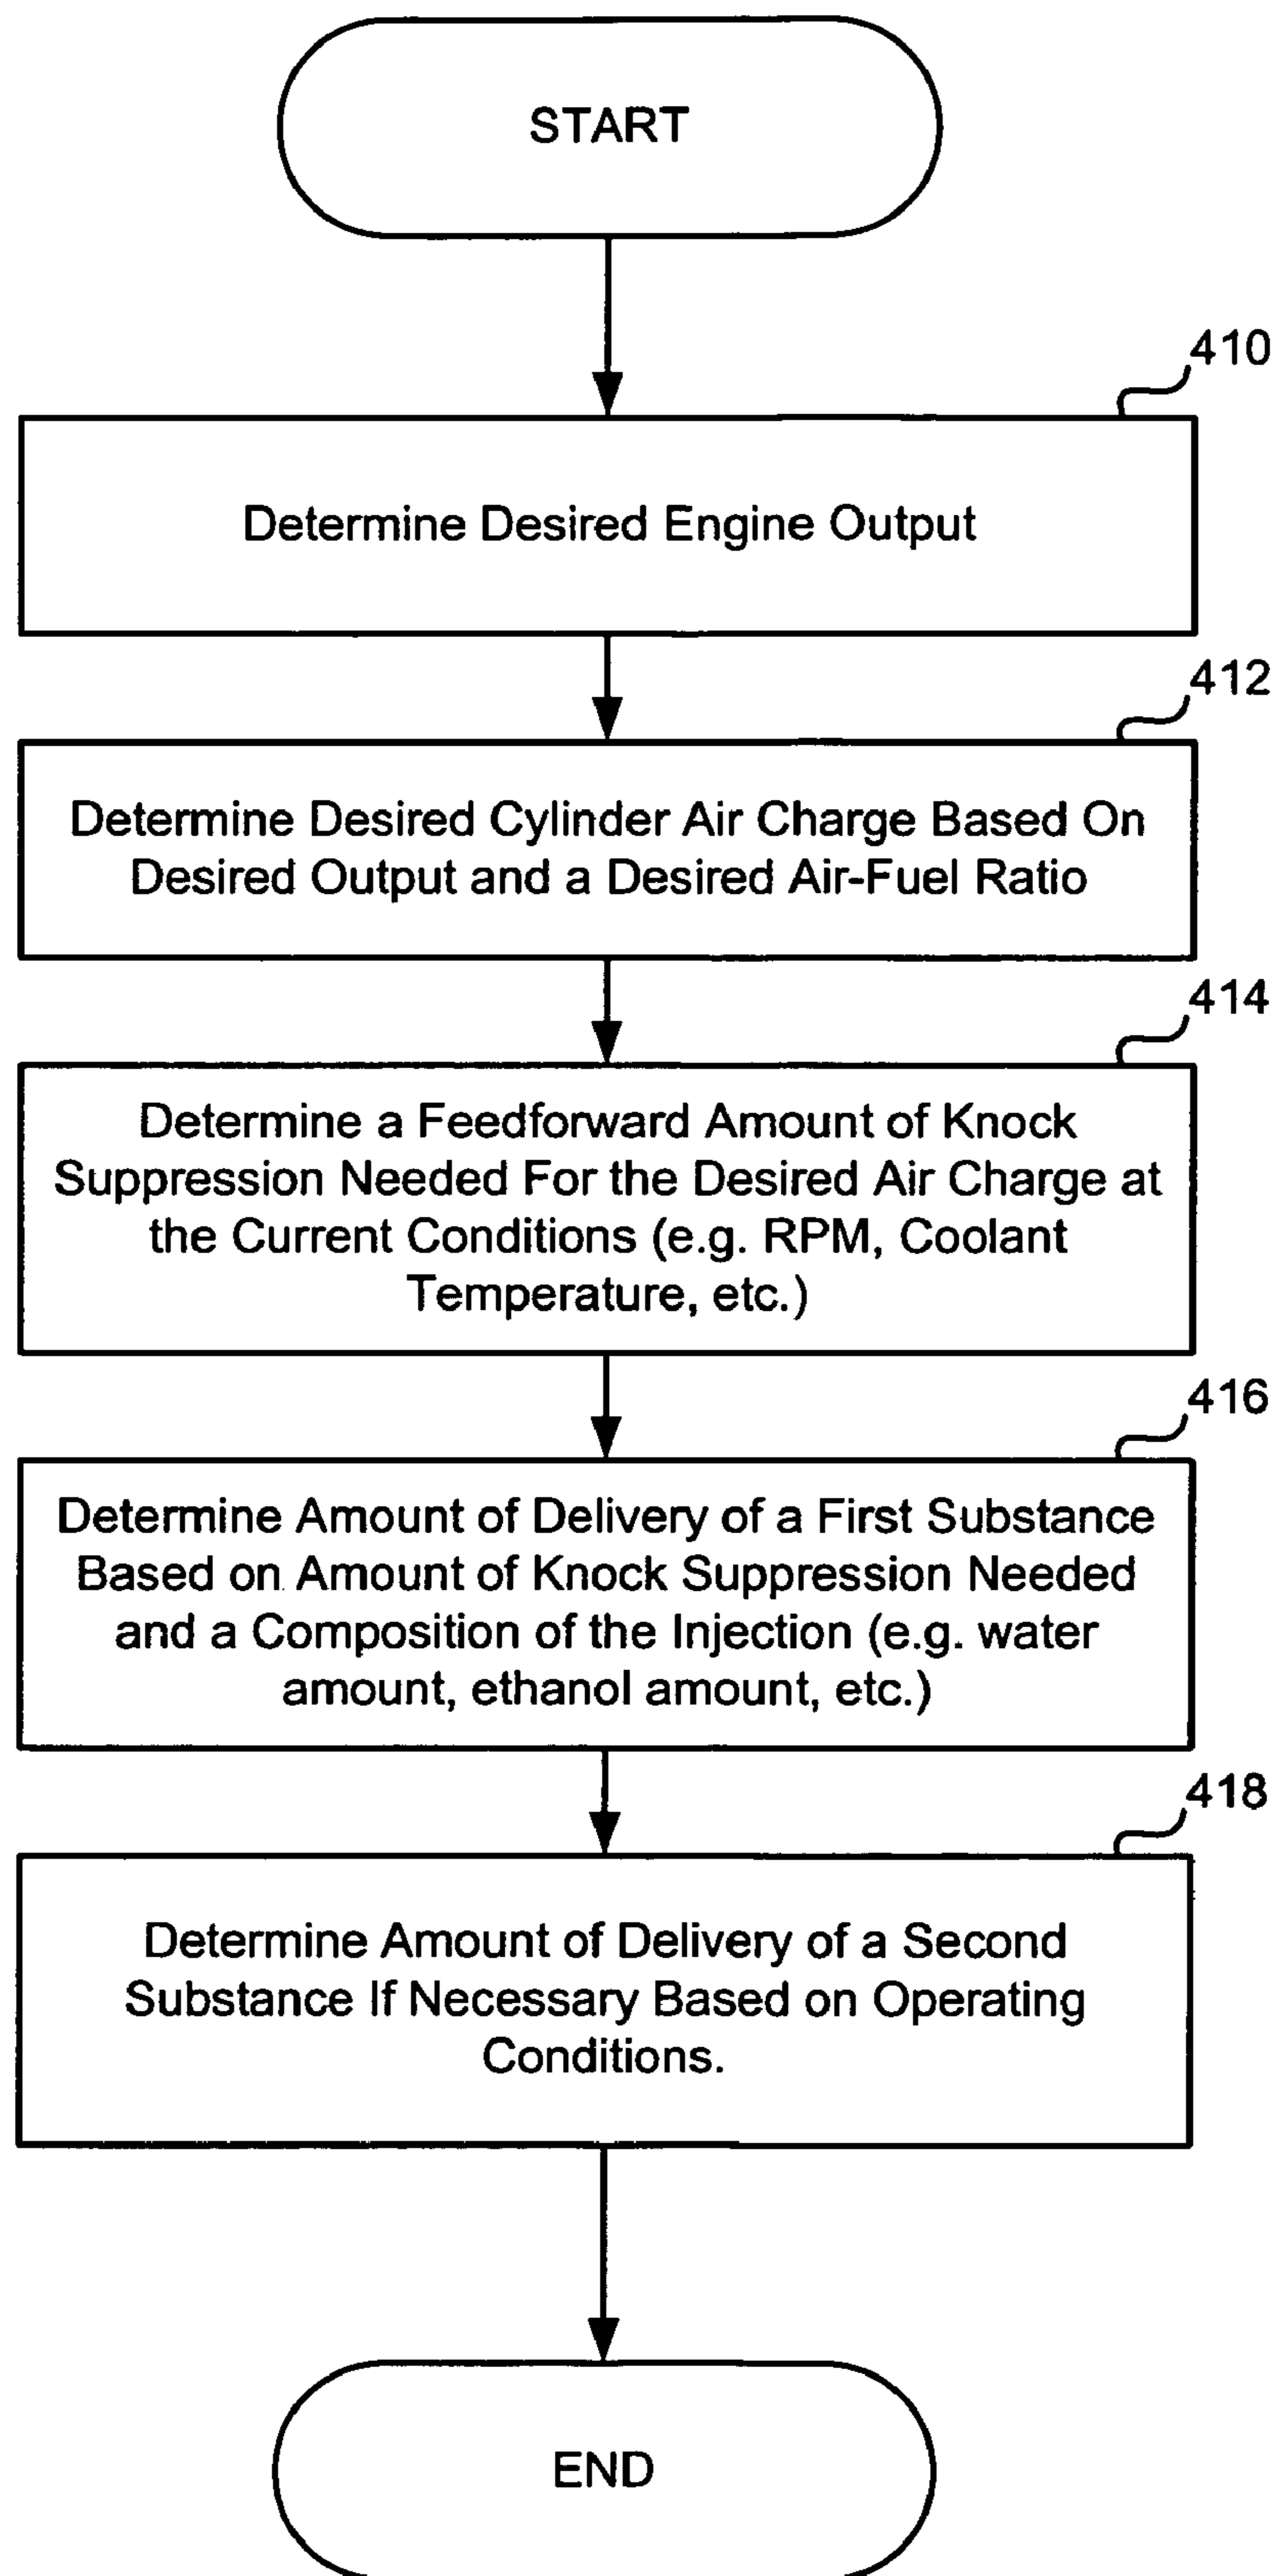 START
410
Determine Desired Engine Output
412
Determine Desired Cylinder Air Charge Based On
Desired Output and a Desired Air-Fuel Ratio
414
Determine a Feedforward Amount of Knock
Suppression Needed For the Desired Air Charge at
the Current Conditions (e.g. RPM, Coolant
Temperature, etc.)
416
Determine Amount of Delivery of a First Substance
Based on Amount of Knock Suppression Needed
and a Composition of the Injection (e.g. water
amount, ethanol amount, etc.)
418
Determine Amount of Delivery of a Second
Substance If Necessary Based on Operating
Conditions.
END